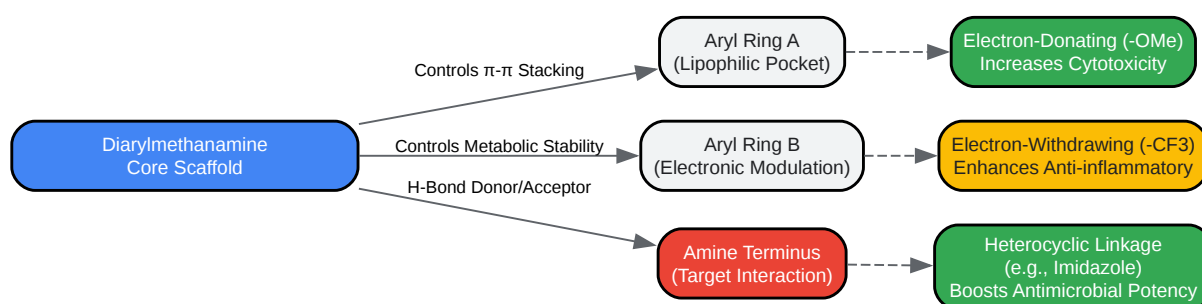 Diarylmethanamine
Core Scaffold
Controls π-π Stacking
Controls Metabolic Stability
H-Bond Donor/Acceptor
Aryl Ring A
(Lipophilic Pocket)
Electron-Donating (-OMe)
Increases Cytotoxicity
Aryl Ring B
(Electronic Modulation)
Electron-Withdrawing (-CF3)
Enhances Anti-inflammatory
Amine Terminus
(Target Interaction)
Heterocyclic Linkage
(e.g., Imidazole)
Boosts Antimicrobial Potency